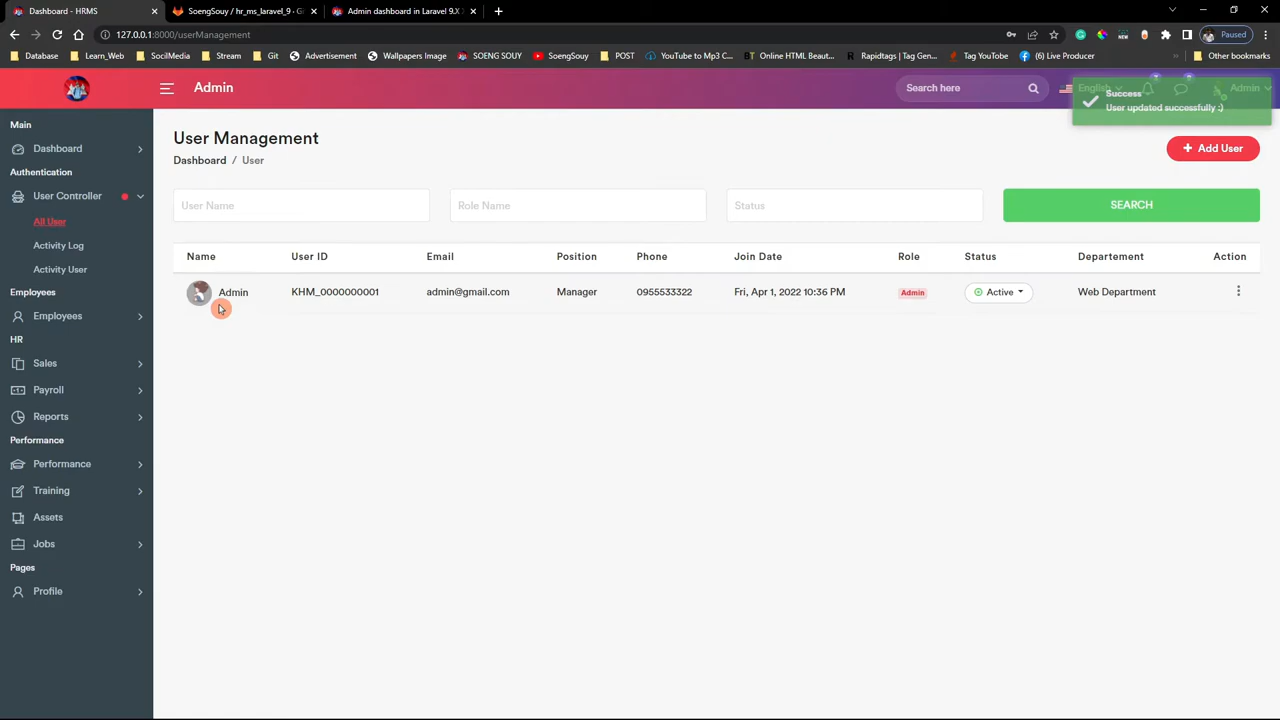 Dashboard - HRMS
SoengSouy / hr_ms_laravel_9 · G
Admin dashboard in Laravel 9.X
127.0.0.1:8000/userManagement
Paused
Database
Learn_Web
SocilMedia
Stream
Git
Advertisement
Wallpapers Image
SOENG SOUY
SoengSouy
POST
YouTube to Mp3 C...
Online HTML Beaut...
Rapidtags | Tag Gen...
Tag YouTube
(6) Live Producer
Other bookmarks
Admin
Search here
English
Admin
Success
User updated successfully :)
Main
Dashboard
Authentication
User Controller
All User
Activity Log
Activity User
Employees
Employees
HR
Sales
Payroll
Reports
Performance
Performance
Training
Assets
Jobs
Pages
Profile
User Management
Dashboard / User
+ Add User
User Name
Role Name
Status
SEARCH
Name User ID Email Position Phone Join Date Role Status Departement Action
Admin KHM_0000000001 admin@gmail.com Manager 0955533322 Fri, Apr 1, 2022 10:36 PM Admin Active Web Department